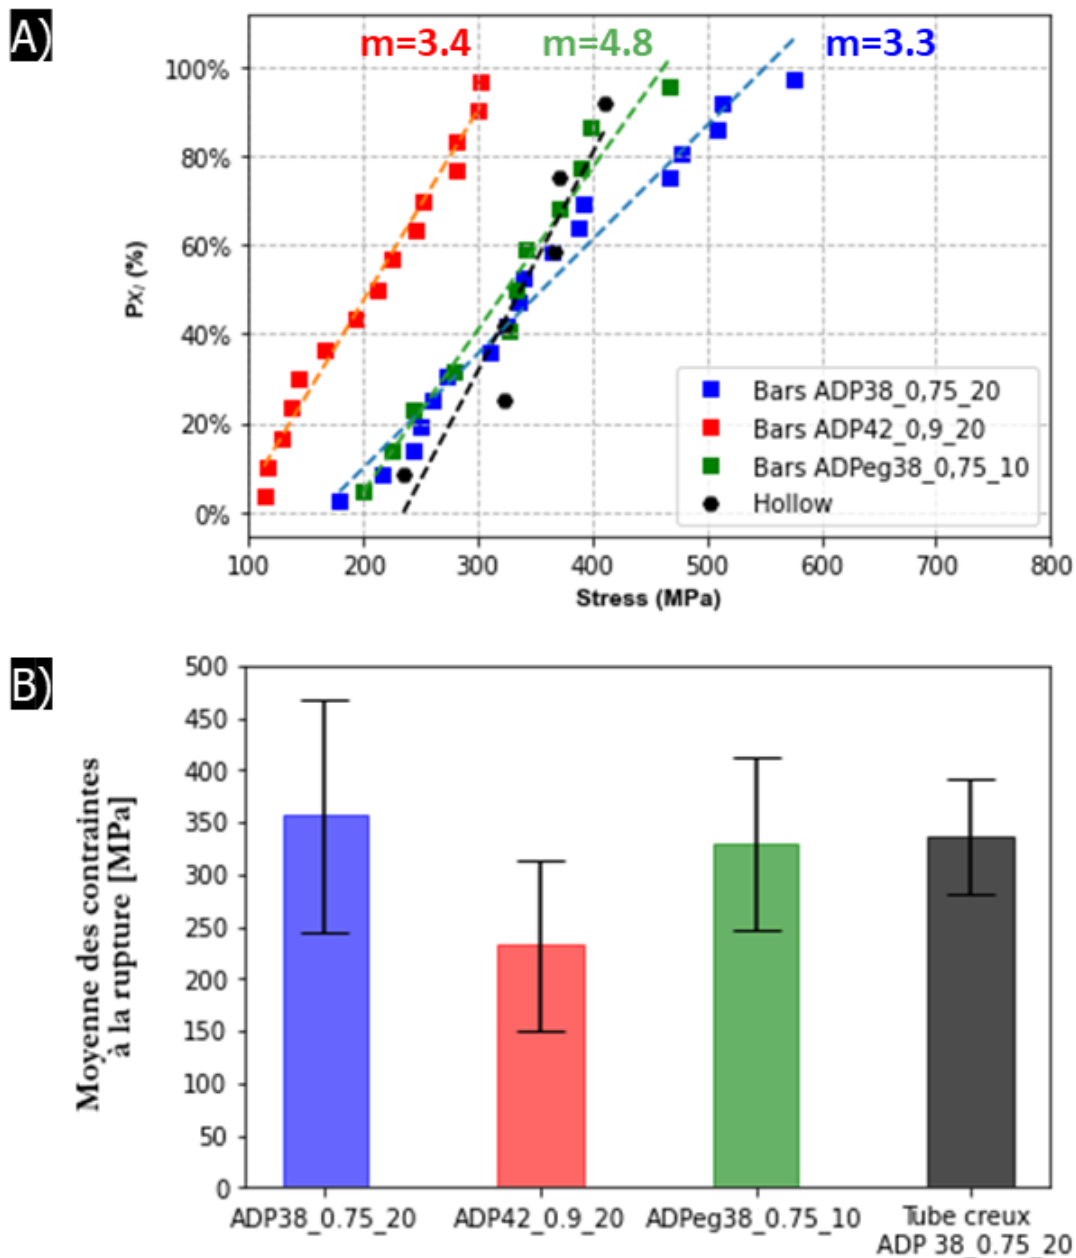 A)
m=3.4
m=4.8
m=3.3
Px𝑖 (%)
100%
80%
60%
40%
20%
0%
Bars ADP38_0,75_20
Bars ADP42_0,9_20
Bars ADPeg38_0,75_10
Hollow
100 200 300 400 500 600 700 800
Stress (MPa)
B)
Moyenne des contraintes
à la rupture [MPa]
500
450
400
350
300
250
200
150
100
50
0
ADP38_0.75_20 ADP42_0.9_20 ADPeg38_0.75_10 Tube creux
ADP 38_0.75_20